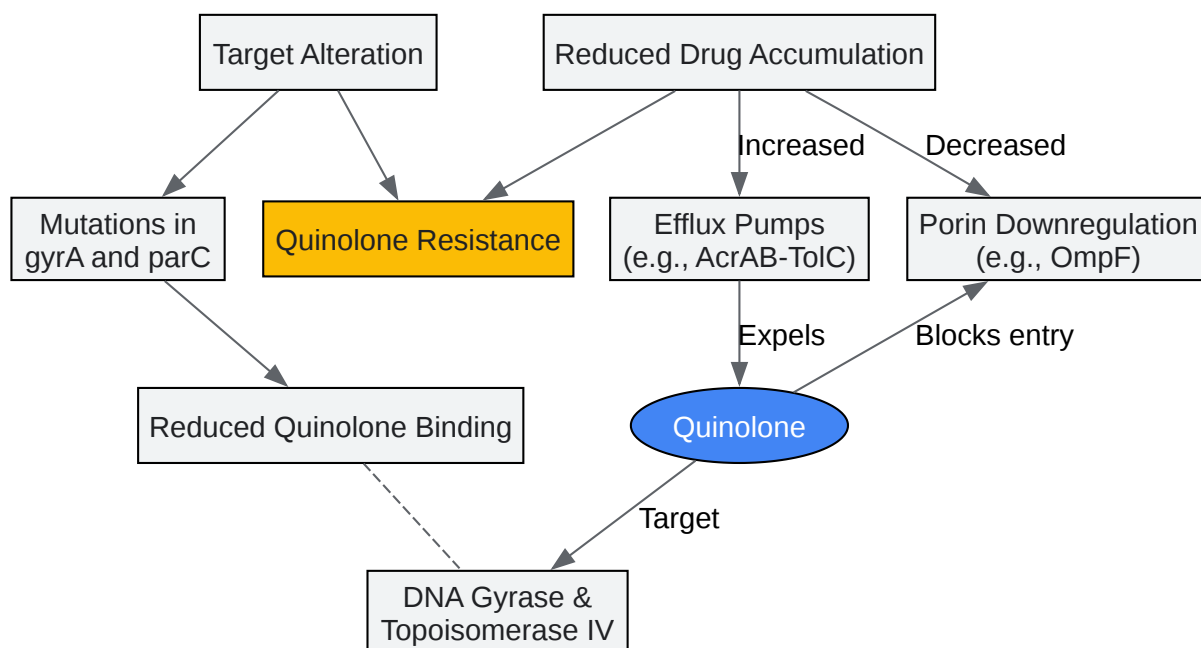 Target Alteration
Reduced Drug Accumulation
Increased
Decreased
Mutations in
gyrA and parC
Quinolone Resistance
Efflux Pumps
(e.g., AcrAB-TolC)
Porin Downregulation
(e.g., OmpF)
Expels
Blocks entry
Reduced Quinolone Binding
Quinolone
Target
DNA Gyrase &
Topoisomerase IV